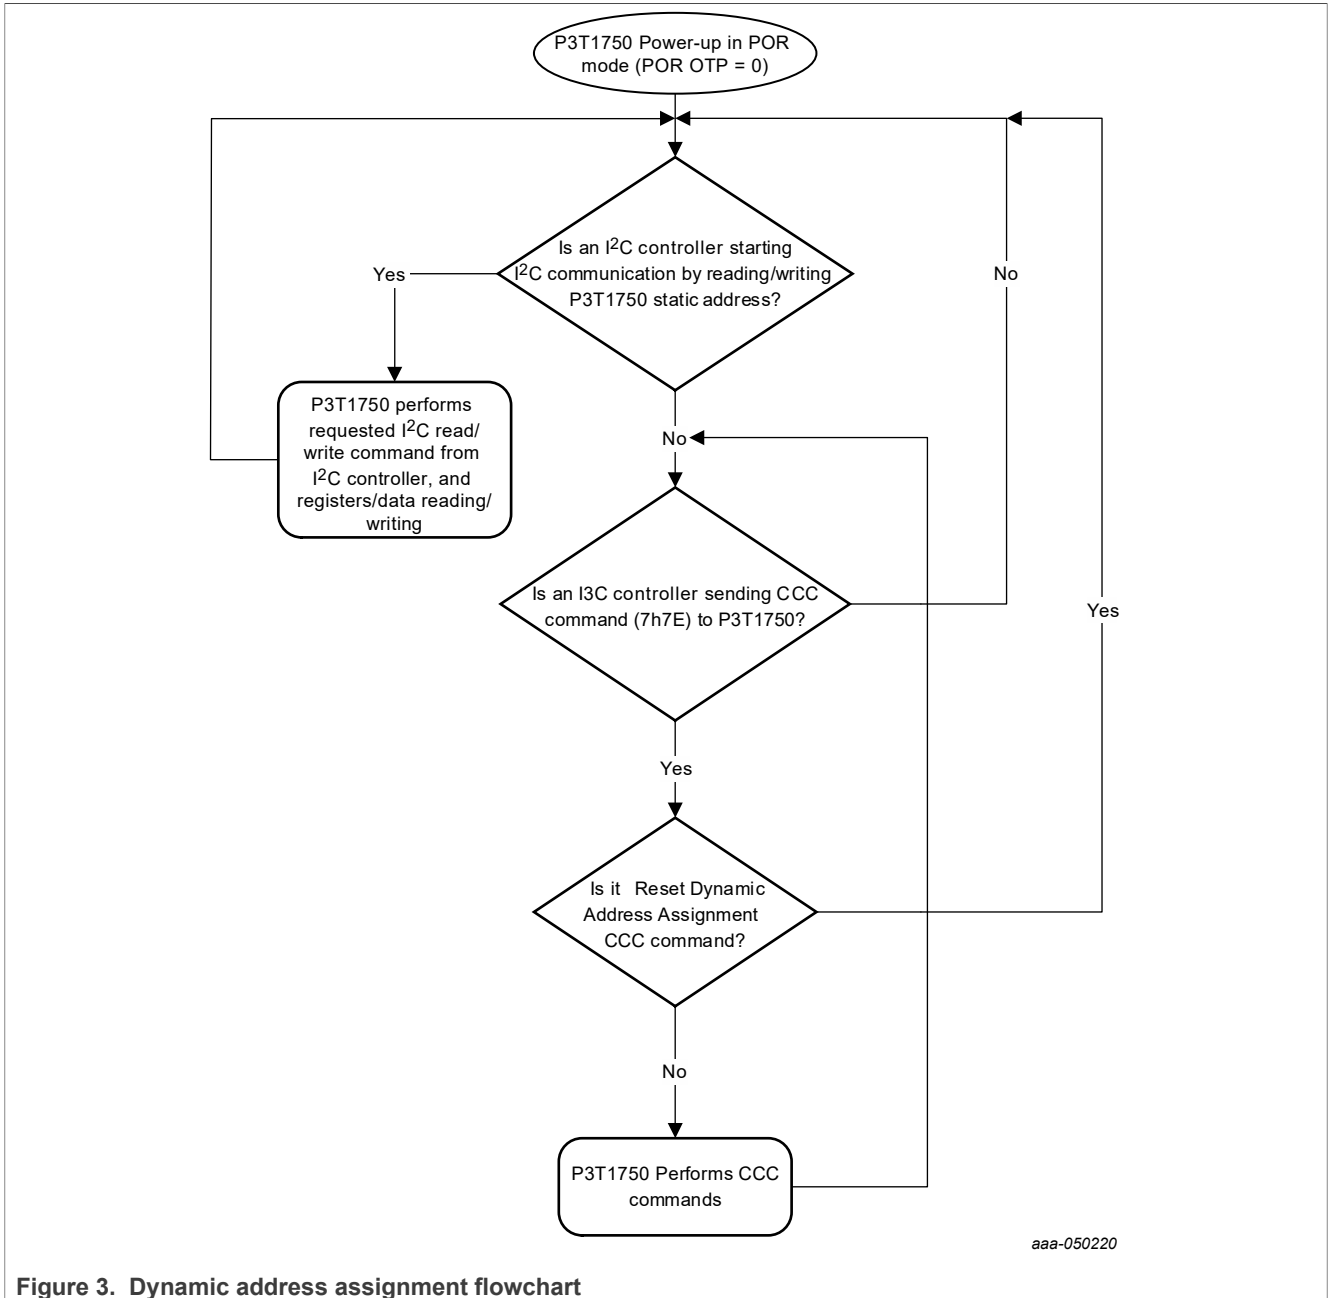 P3T1750 Power-up in POR
mode (POR OTP = 0)
Is an I2C controller starting
I2C communication by reading/writing
P3T1750 static address?
Yes
No
P3T1750 performs
requested I2C read/
write command from
I2C controller, and
registers/data reading/
writing
No
Is an I3C controller sending CCC
command (7h7E) to P3T1750?
Yes
Yes
Is it Reset Dynamic
Address Assignment
CCC command?
No
P3T1750 Performs CCC
commands
aaa-050220
Figure 3. Dynamic address assignment flowchart